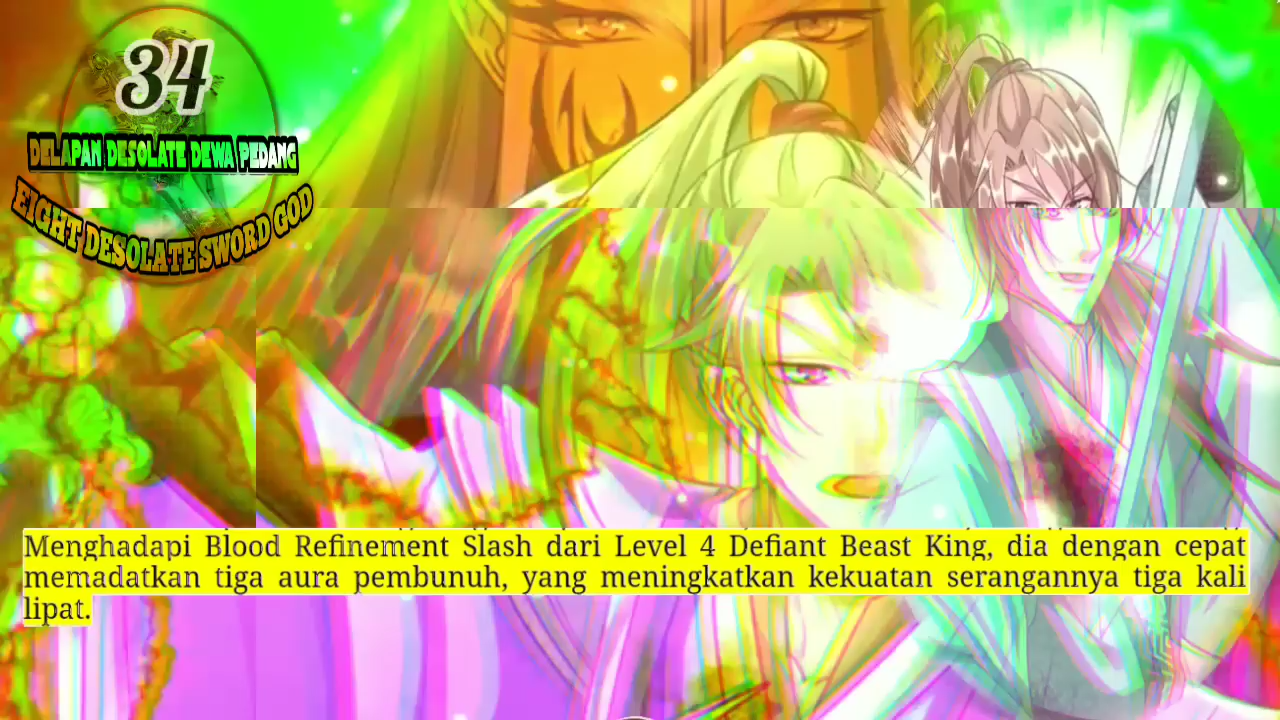 34
DELAPAN DESOLATE DEWA PEDANG
EIGHT DESOLATE SWORD GOD
Menghadapi Blood Refinement Slash dari Level 4 Defiant Beast King, dia dengan cepat
memadatkan tiga aura pembunuh, yang meningkatkan kekuatan serangannya tiga kali
lipat.